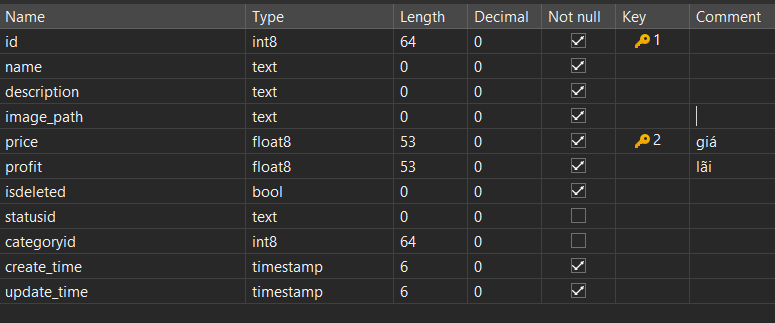 Name Type Length Decimal Not null Key Comment
id int8 64 0 1
name text 0 0
description text 0 0
image_path text 0 0
price float8 53 0 2 giá
profit float8 53 0 lãi
isdeleted bool 0 0
statusid text 0 0
categoryid int8 64 0
create_time timestamp 6 0
update_time timestamp 6 0